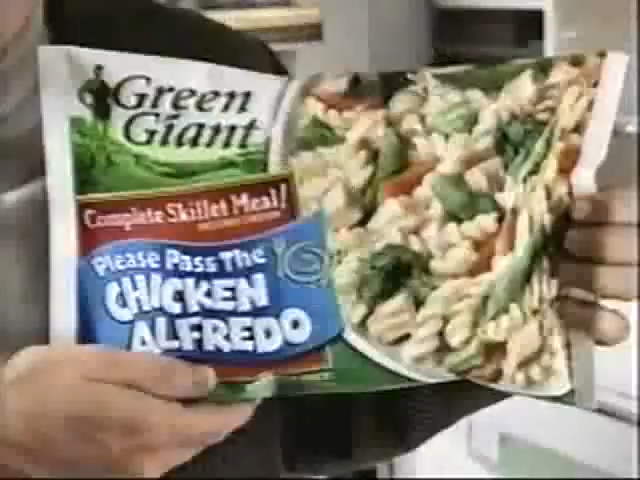 Green
Giant
Complete Skillet Meal!
Please Pass The
CHICKEN
ALFREDO